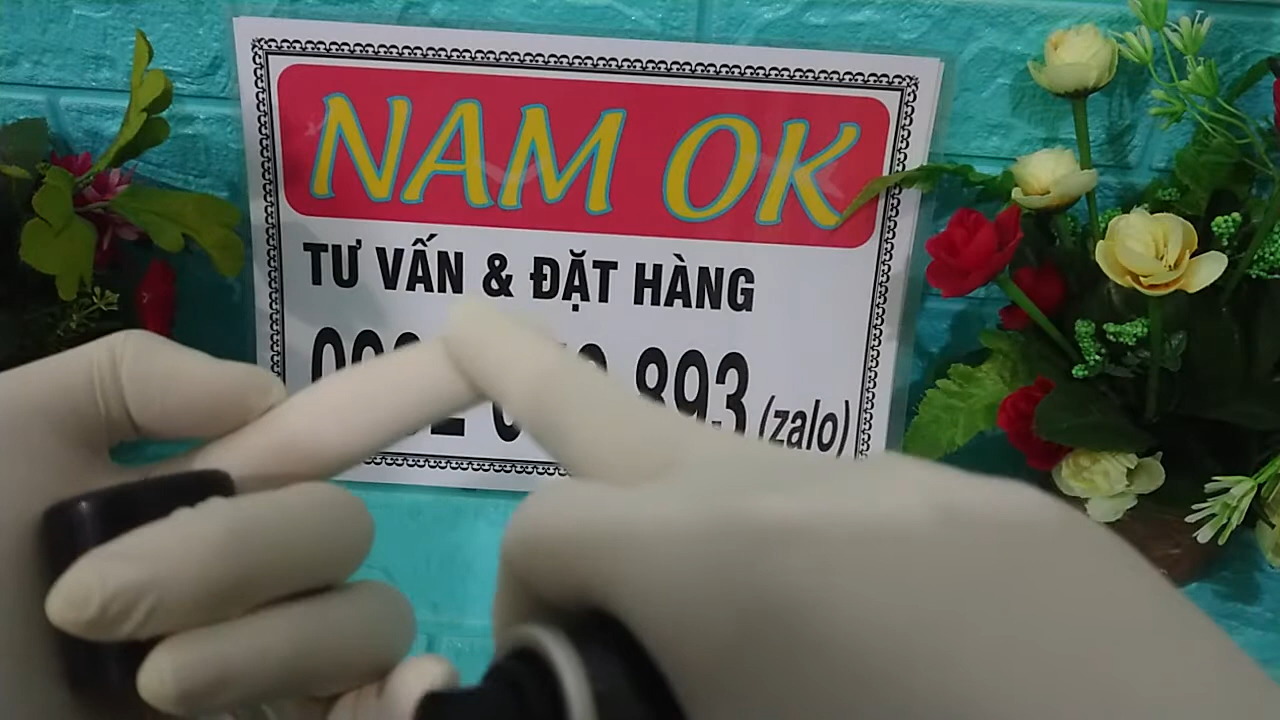 NAM OK
TƯ VẤN & ĐẶT HÀNG
893 (zalo)